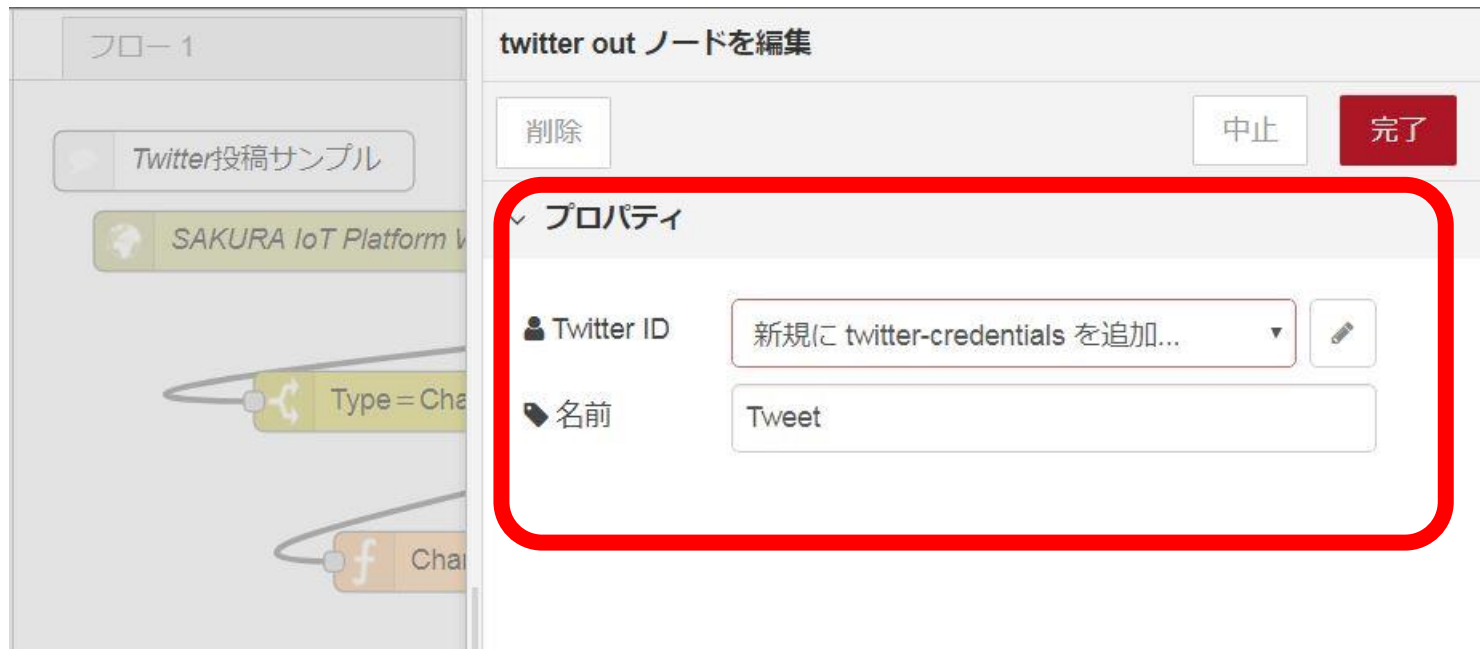 フロー 1
Twitter投稿サンプル
SAKURA IoT Platform
Type=Cha
Cha
twitter out ノードを編集
削除
中止
完了
プロパティ
Twitter ID
新規に twitter-credentials を追加...
名前
Tweet